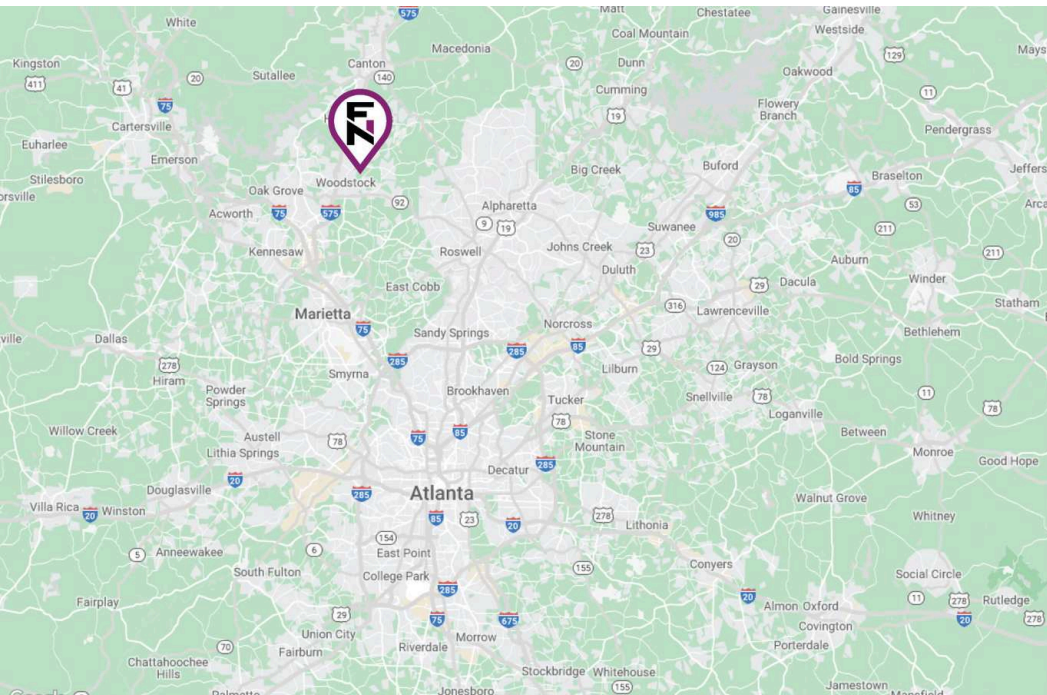 575
White
Matt
Chestatee
Gainesville
Coal Mountain
Westside
Macedonia
129
Kingston
Canton
20
Dunn
Mays
411
41
20
Sutallee
140
Oakwood
Cumming
11
75
Flowery
Branch
19
FN
H
Cartersville
Pendergrass
Euharlee
Emerson
Big Creek
Buford
Jeffers
Stilesboro
Woodstock
Braselton
orsville
Oak Grove
85
92
53
Arca
Acworth
75
575
Alpharetta
985
9
19
Suwanee
211
Kennesaw
Roswell
Johns Creek
23
20
211
Auburn
Duluth
Winder
East Cobb
29
Dacula
Statham
316
Lawrenceville
Marietta
75
Sandy Springs
Norcross
Bethlehem
ville
Dallas
285
285
85
29
278
Bold Springs
Hiram
Smyrna
Lilburn
124
Grayson
Powder
Springs
Brookhaven
Tucker
Snellville
78
11
78
78
Loganville
Willow Creek
Austell
78
75
85
Stone
Mountain
Between
Lithia Springs
Monroe
Good Hope
20
Decatur
285
Douglasville
285
Atlanta
Walnut Grove
Villa Rica
20
Winston
85
23
20
278
Lithonia
Whitney
154
5
Anneewakee
6
East Point
155
Conyers
South Fulton
College Park
Social Circle
285
20
Fairplay
Almon
Oxford
11
278
Rutledge
29
75
675
Covington
20
278
Union City
Morrow
70
Riverdale
Porterdale
Fairburn
Chattahoochee
Hills
Stockbridge
Whitehouse
Jamestown
155
Palmetto
Jonesboro
Mansfield
Google